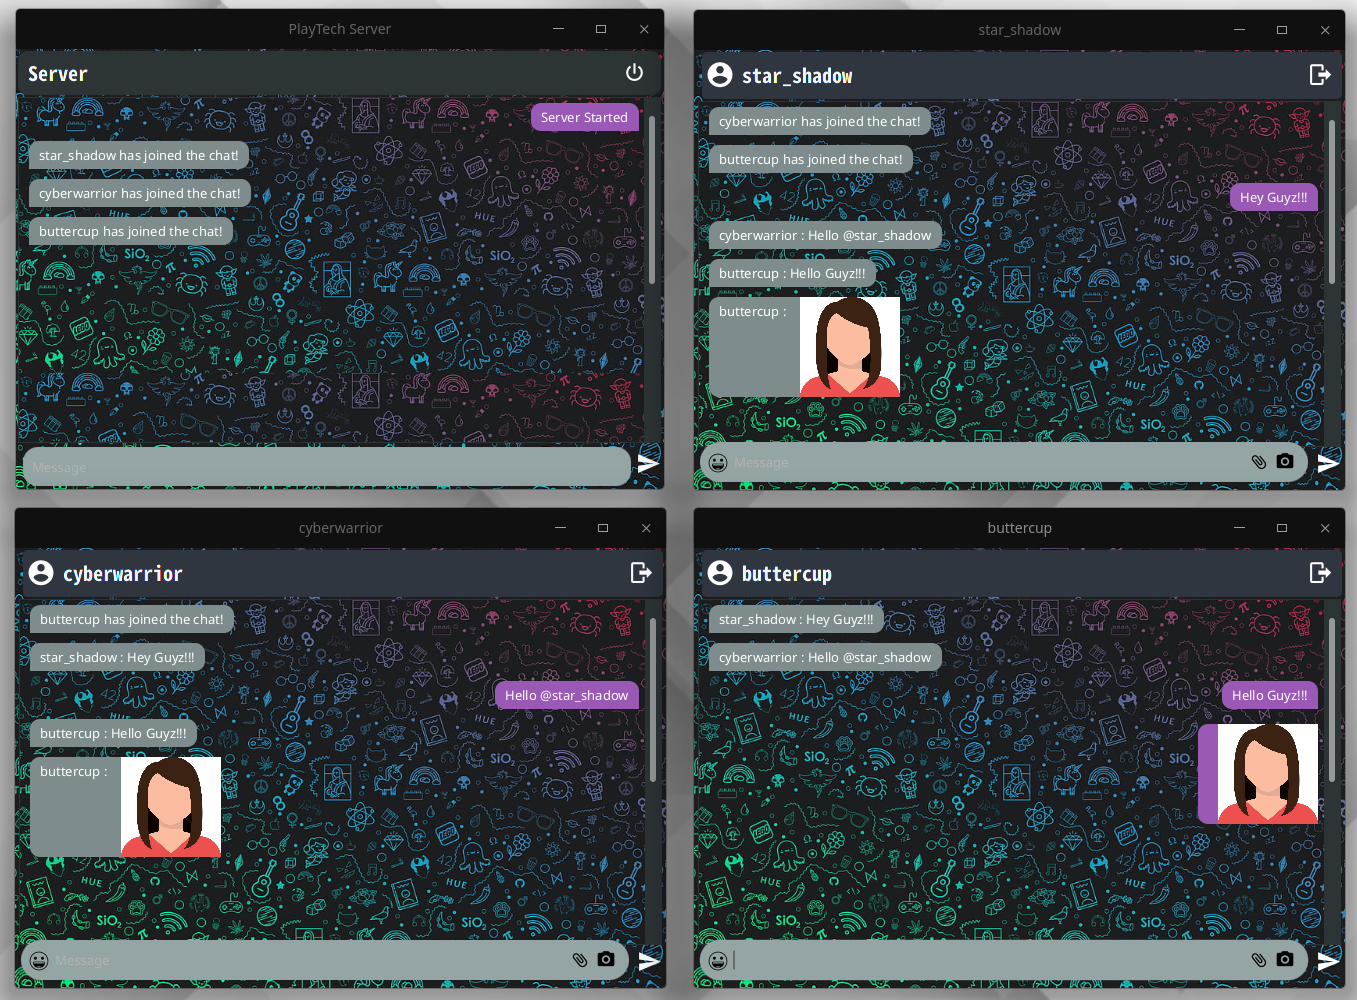 PlayTech Server
Server
Server Started
star_shadow has joined the chat!
cyberwarrior has joined the chat!
buttercup has joined the chat!
Message
star_shadow
star_shadow
cyberwarrior has joined the chat!
buttercup has joined the chat!
Hey Guyz!!!
cyberwarrior : Hello @star_shadow
buttercup : Hello Guyz!!!
buttercup :
Message
cyberwarrior
cyberwarrior
buttercup has joined the chat!
star_shadow : Hey Guyz!!!
Hello @star_shadow
buttercup : Hello Guyz!!!
buttercup :
Message
buttercup
buttercup
star_shadow : Hey Guyz!!!
cyberwarrior : Hello @star_shadow
Hello Guyz!!!